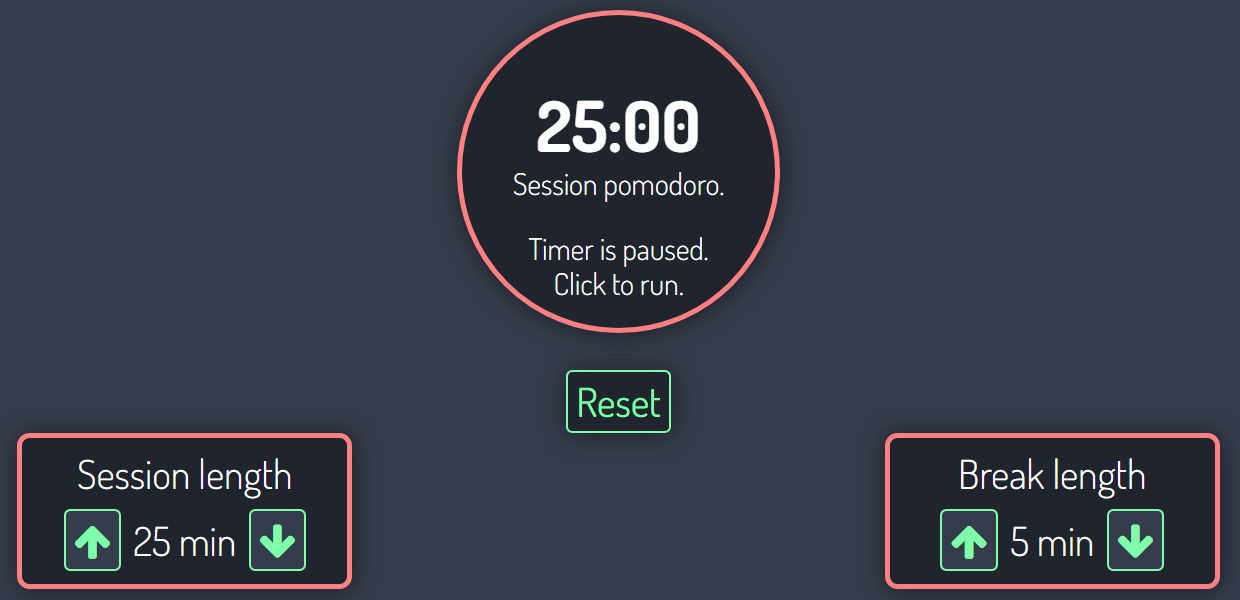 25:00
Session pomodoro.
Timer is paused.
Click to run.
Reset
Session length
25 min
Break length
5 min